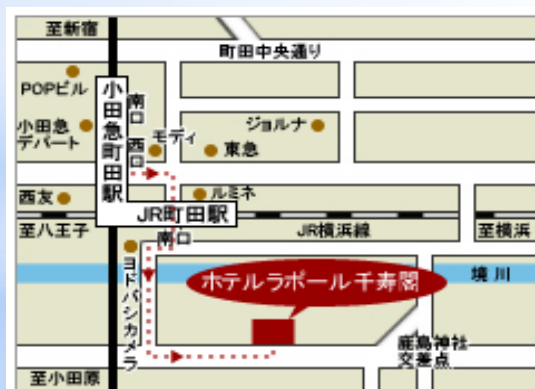 至新宿
町田中央通り
POPビル
小田急町田駅
南口
小田急
デパート
西口
モディ
ジョルナ
東急
西友
ルミネ
JR町田駅
至八王子
南口
JR横浜線
至横浜
ヨドバシカメラ
ホテルラポール千寿閣
境川
鹿島神社
交差点
至小田原